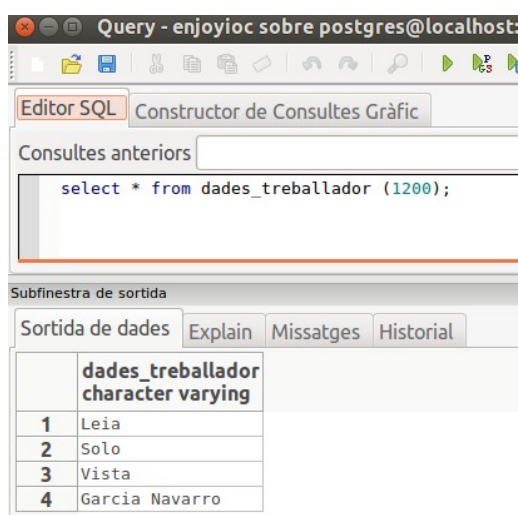 Query - enjoyioc sobre postgres@localhost:
Editor SQL Constructor de Consultes Gràfic
Consultes anteriors
select * from dades_treballador (1200);
Subfinestra de sortida
Sortida de dades Explain Missatges Historial
dades_treballador
character varying
1 Leia
2 Solo
3 Vista
4 Garcia Navarro